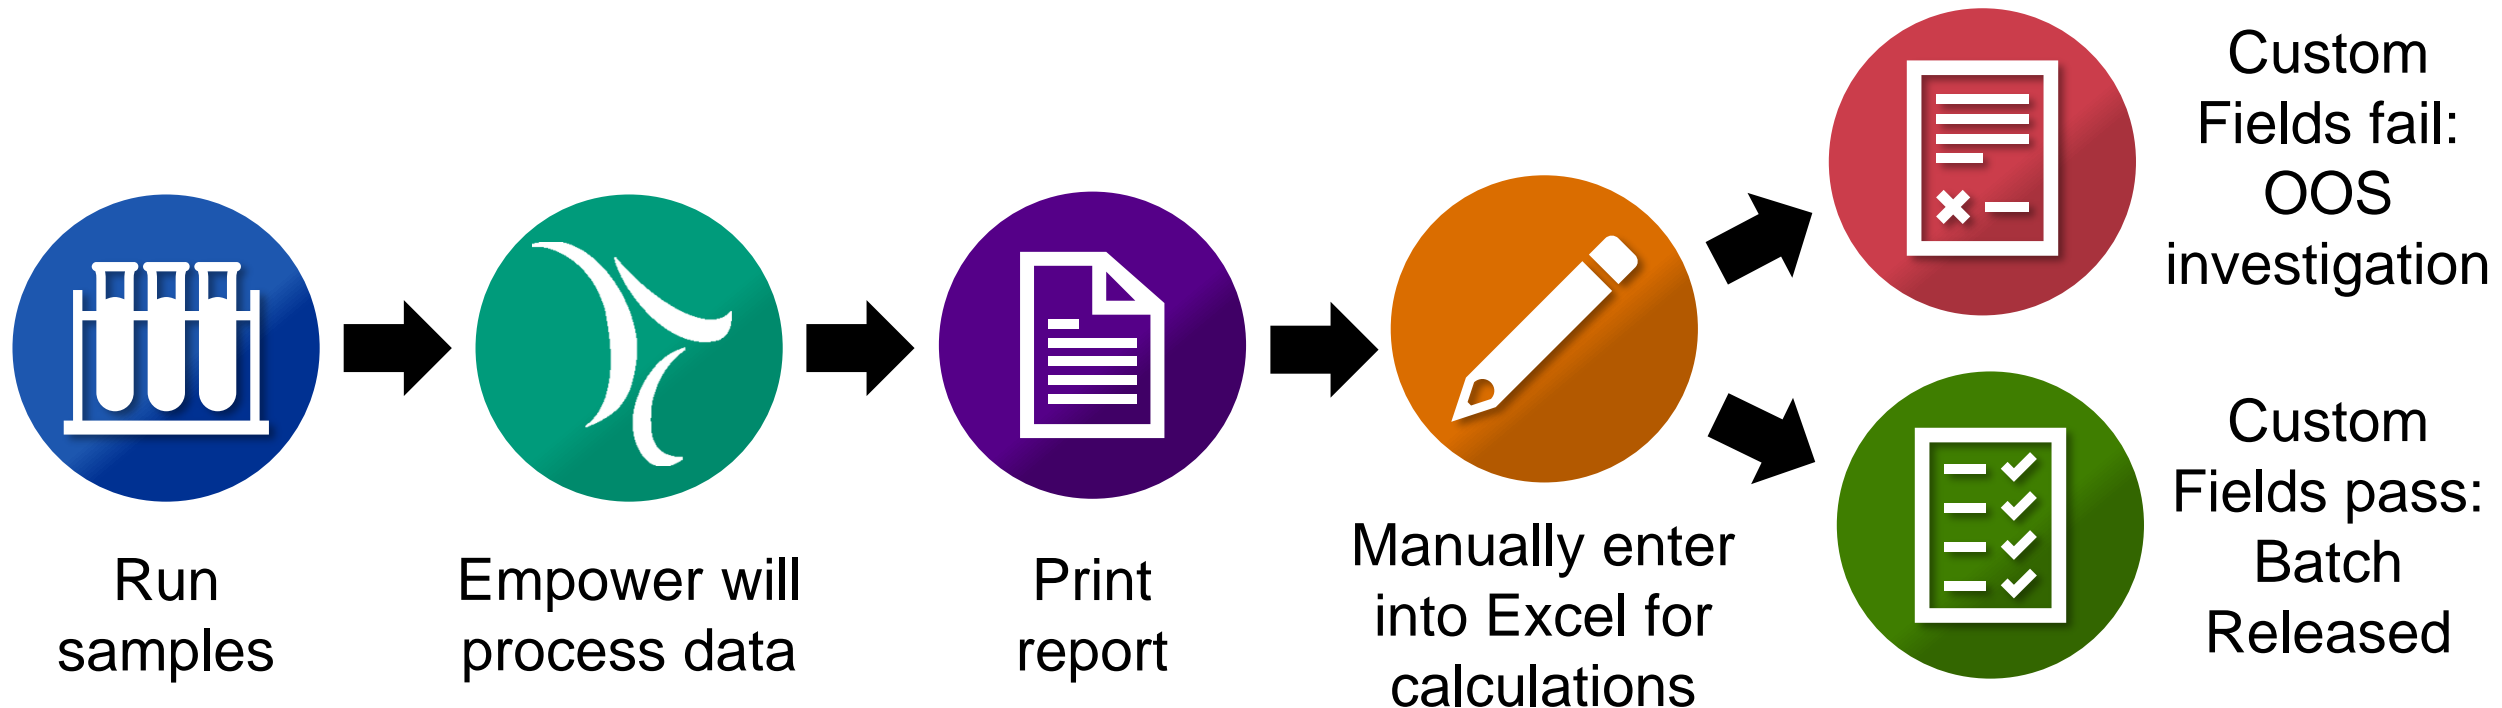 Run
samples
Empower will
process data
Print
report
Manually enter
into Excel for
calculations
Custom
Fields fail:
OOS
investigation
Custom
Fields pass:
Batch
Released